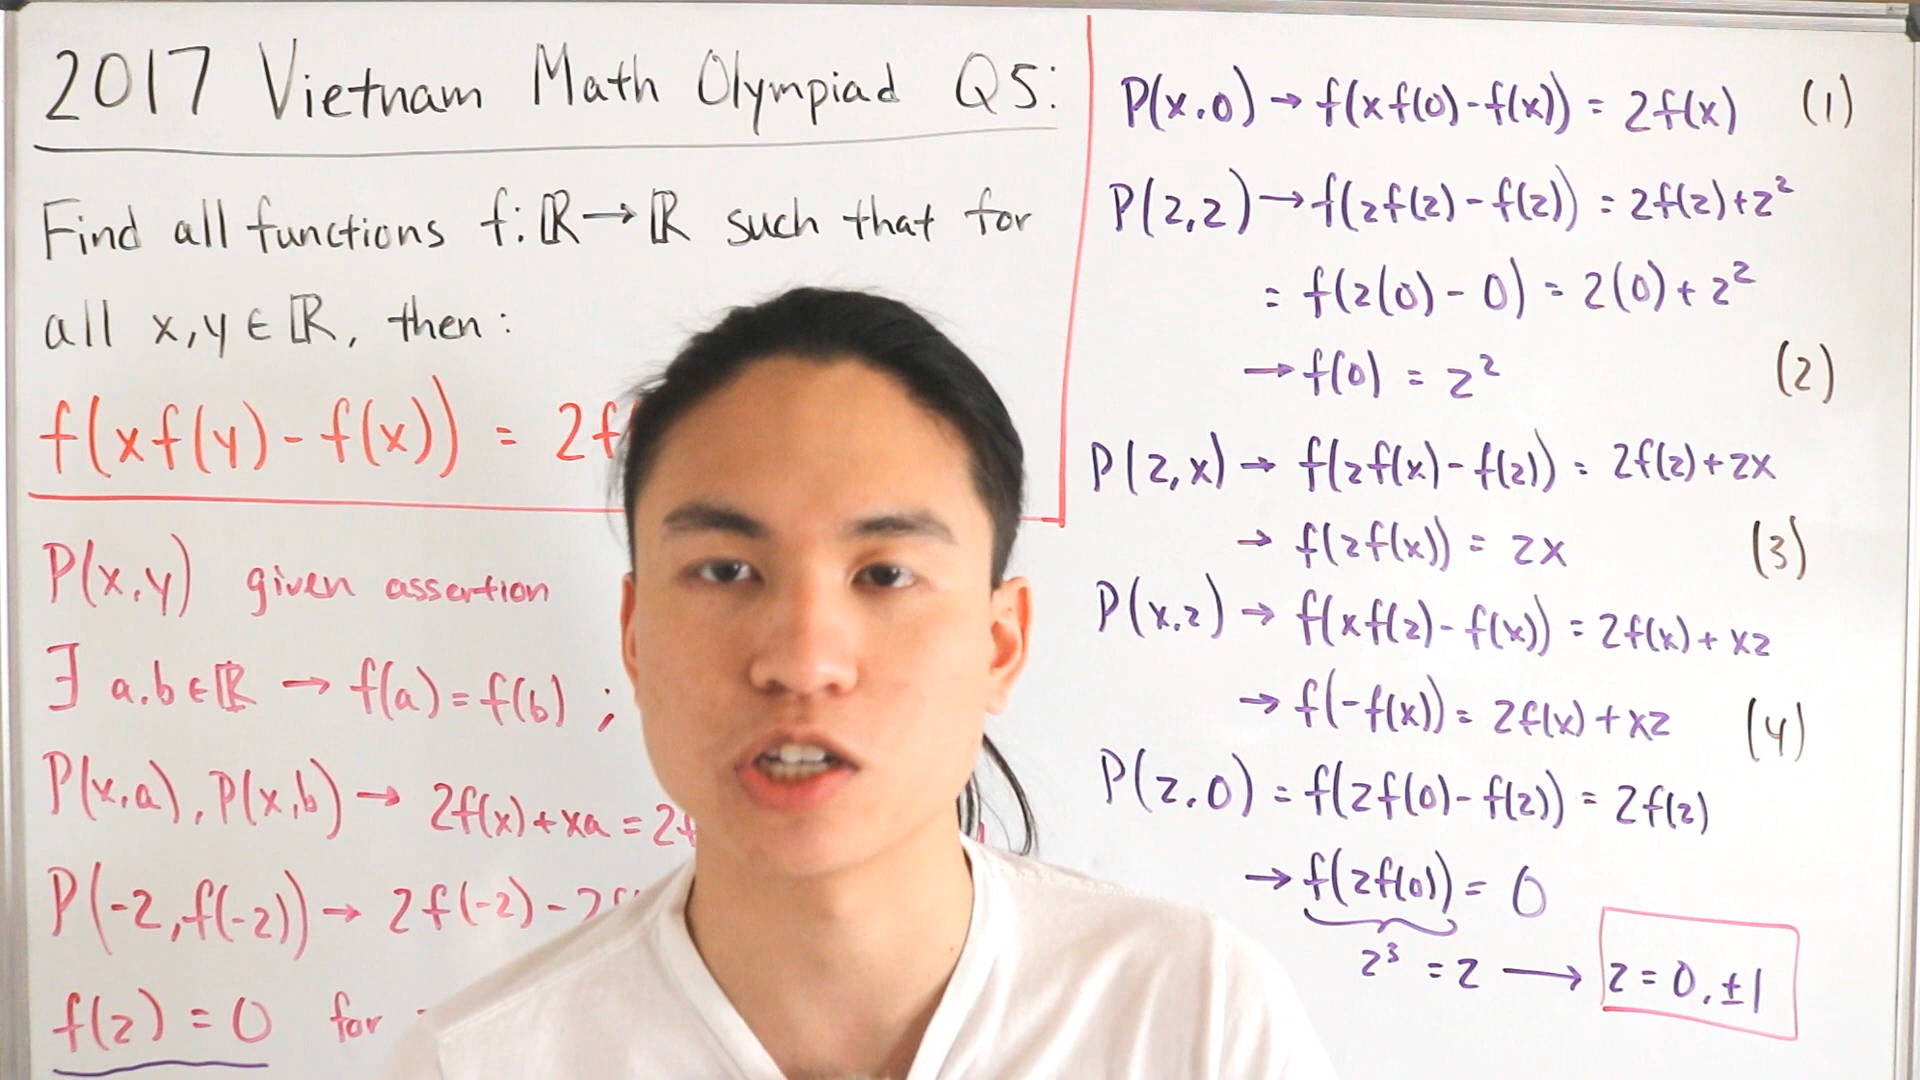 2017 Vietnam Math Olympiad Q5:
Find all functions f:ℝ→ℝ such that for
all x,y∈ℝ, then:
f(xf(y)-f(x)) = 2f
P(x,y) given assertion
∃ a.b∈ℝ → f(a)=f(b) ;
P(x,a), P(x,b) → 2f(x)+xa=2f
P(-2,f(-2)) → 2f(-2)-2f
f(z) = 0 for
P(x,0) → f(xf(0)-f(x)) = 2f(x) (1)
P(z,z) → f(zf(z)-f(z)) = 2f(z)+z²
= f(z(0)-0) = 2(0)+z²
→ f(0) = z² (2)
P(z,x) → f(zf(x)-f(z)) = 2f(z)+zx
→ f(zf(x)) = zx (3)
P(x,z) → f(xf(z)-f(x)) = 2f(x)+xz
→ f(-f(x)) = 2f(x)+xz (4)
P(z,0) = f(zf(0)-f(z)) = 2f(z)
→ f(zf(0)) = 0
z³ = z → z=0,±1